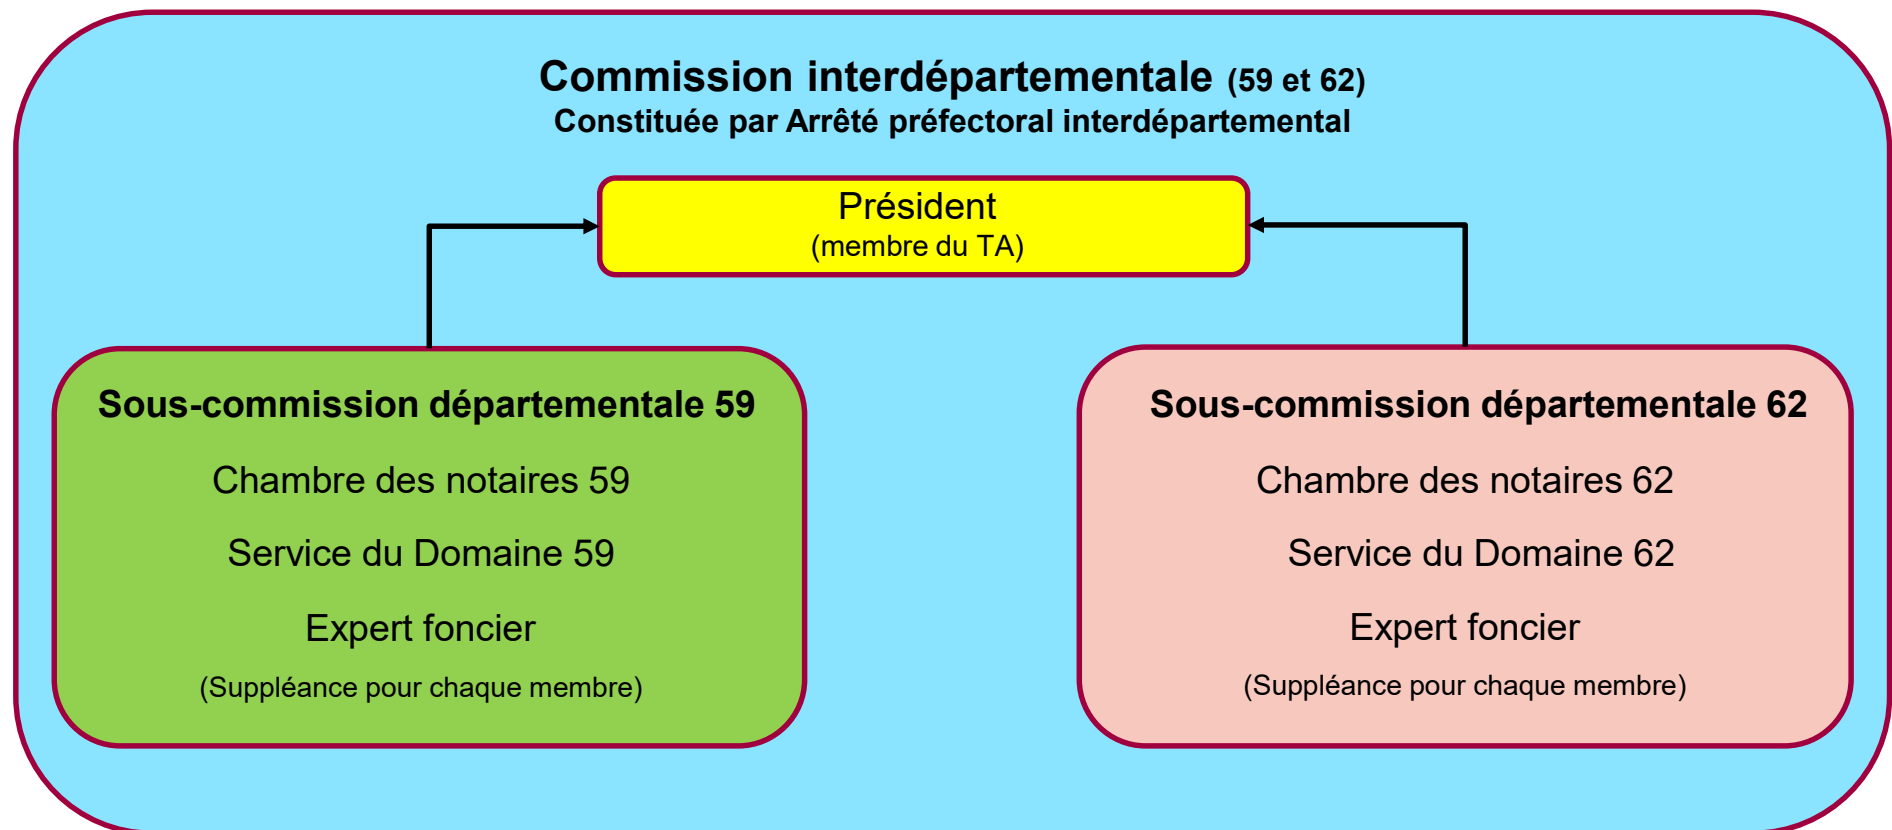 Commission interdépartementale (59 et 62)
Constituée par Arrêté préfectoral interdépartemental
Président
(membre du TA)
Sous-commission départementale 59
Chambre des notaires 59
Service du Domaine 59
Expert foncier
(Suppléance pour chaque membre)
Sous-commission départementale 62
Chambre des notaires 62
Service du Domaine 62
Expert foncier
(Suppléance pour chaque membre)